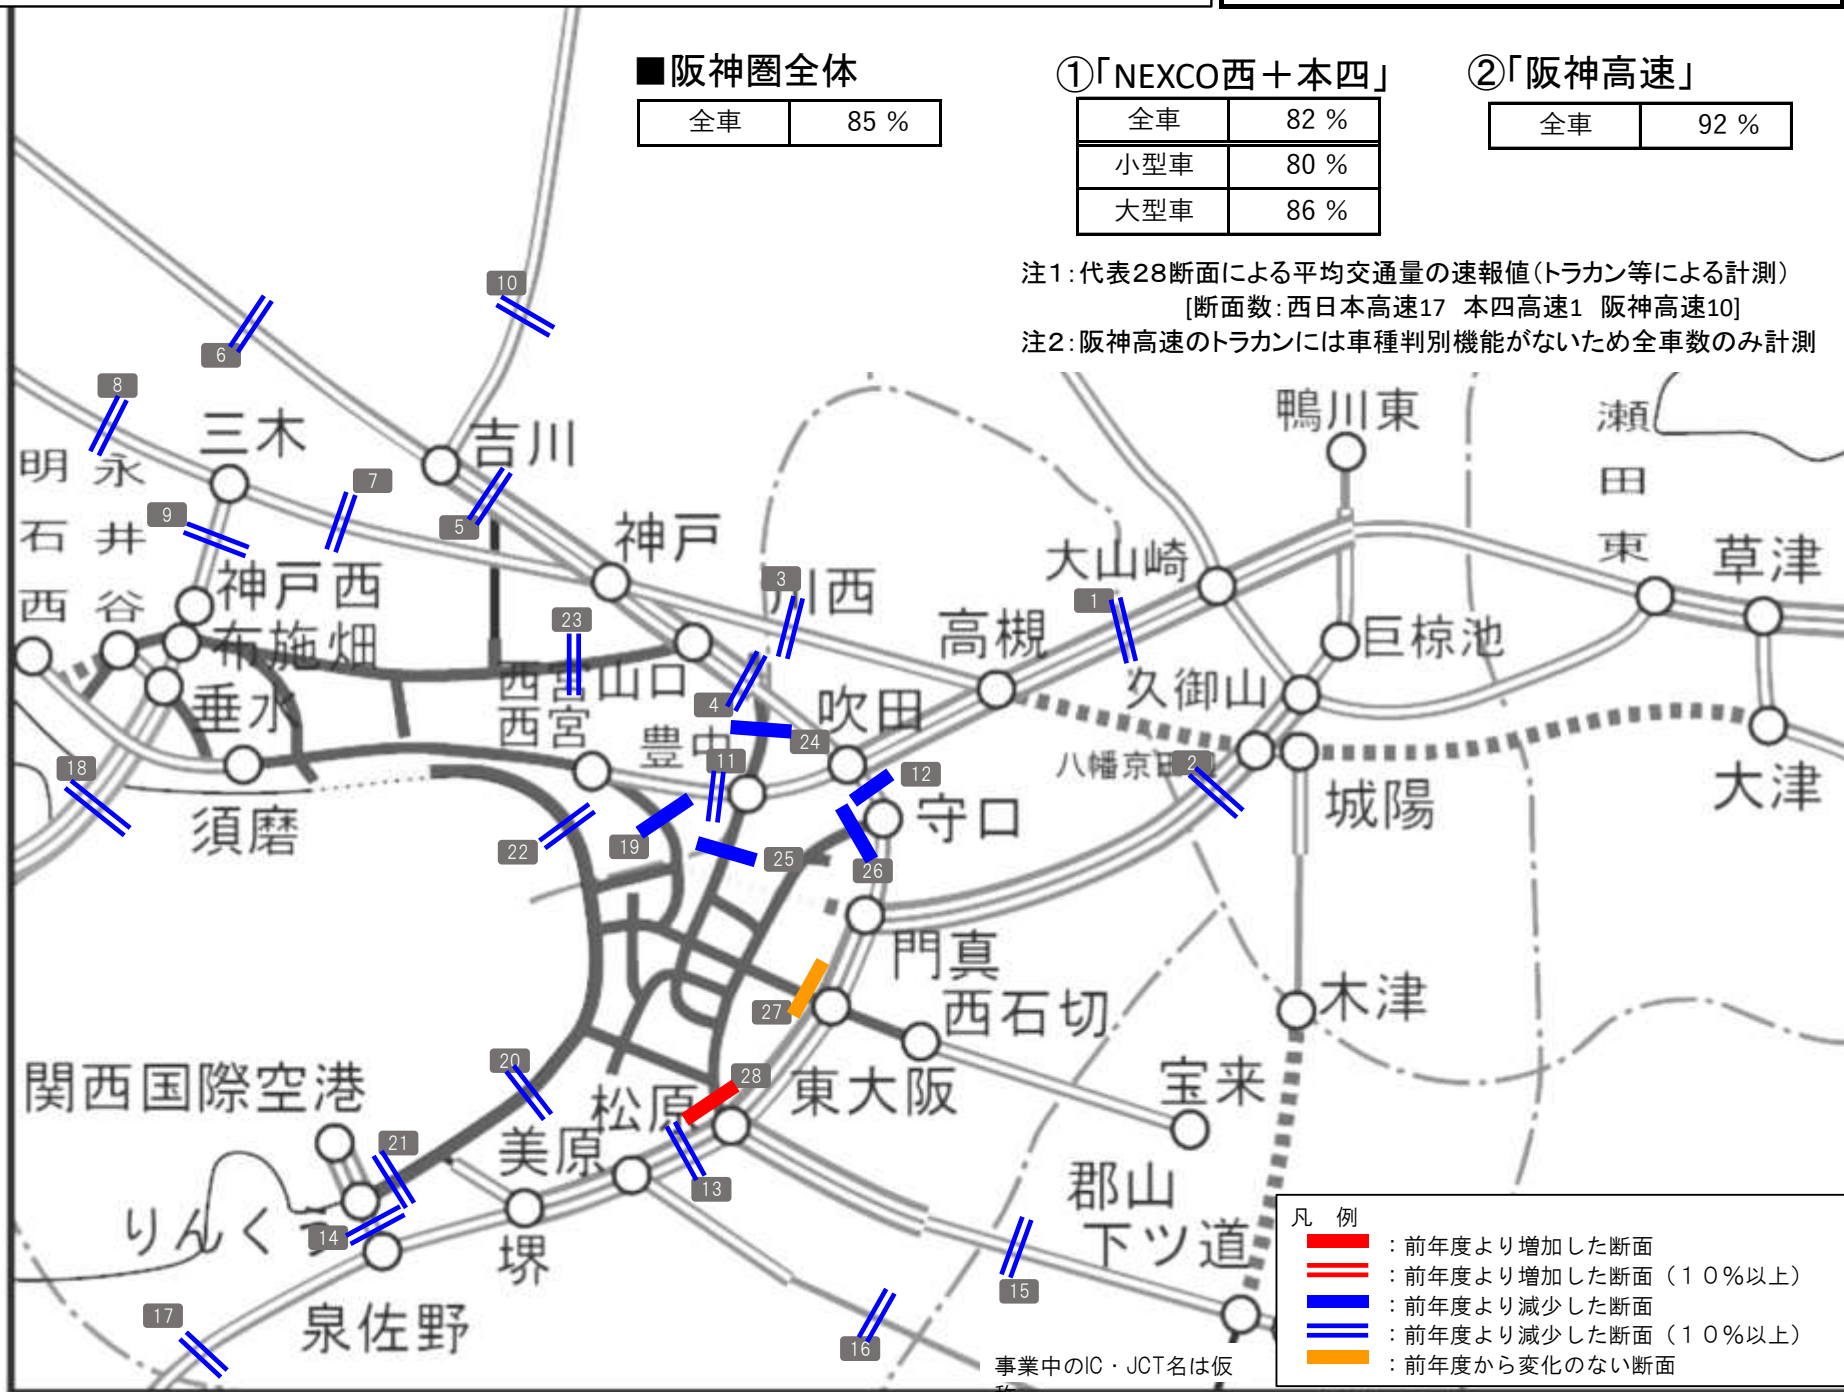 ■阪神圏全体
全車 85 %
①「NEXCO西＋本四」
全車 82 %
小型車 80 %
大型車 86 %
②「阪神高速」
全車 92 %
注1：代表28断面による平均交通量の速報値（トラカン等による計測）
[断面数：西日本高速17 本四高速1 阪神高速10]
注2：阪神高速のトラカンには車種判別機能がないため全車数のみ計測
10
6
8
三木
吉川
鴨川東
瀬田東
明石西
永井谷
7
9
5
神戸
大山崎
草津
神戸西
3
川西
1
23
高槻
布施畑
巨椋池
西宮山口
久御山
垂水
4
西宮
吹田
豊中
24
18
11
12
2
大津
須磨
守口
城陽
22
19
25
26
門真
27
西石切
木津
関西国際空港
20
28
松原
東大阪
宝来
21
美原
13
郡山下ツ道
りんくう
14
堺
15
17
泉佐野
16
事業中のIC・JCT名は仮
凡 例
：前年度より増加した断面
：前年度より増加した断面（１０％以上）
：前年度より減少した断面
：前年度より減少した断面（１０％以上）
：前年度から変化のない断面